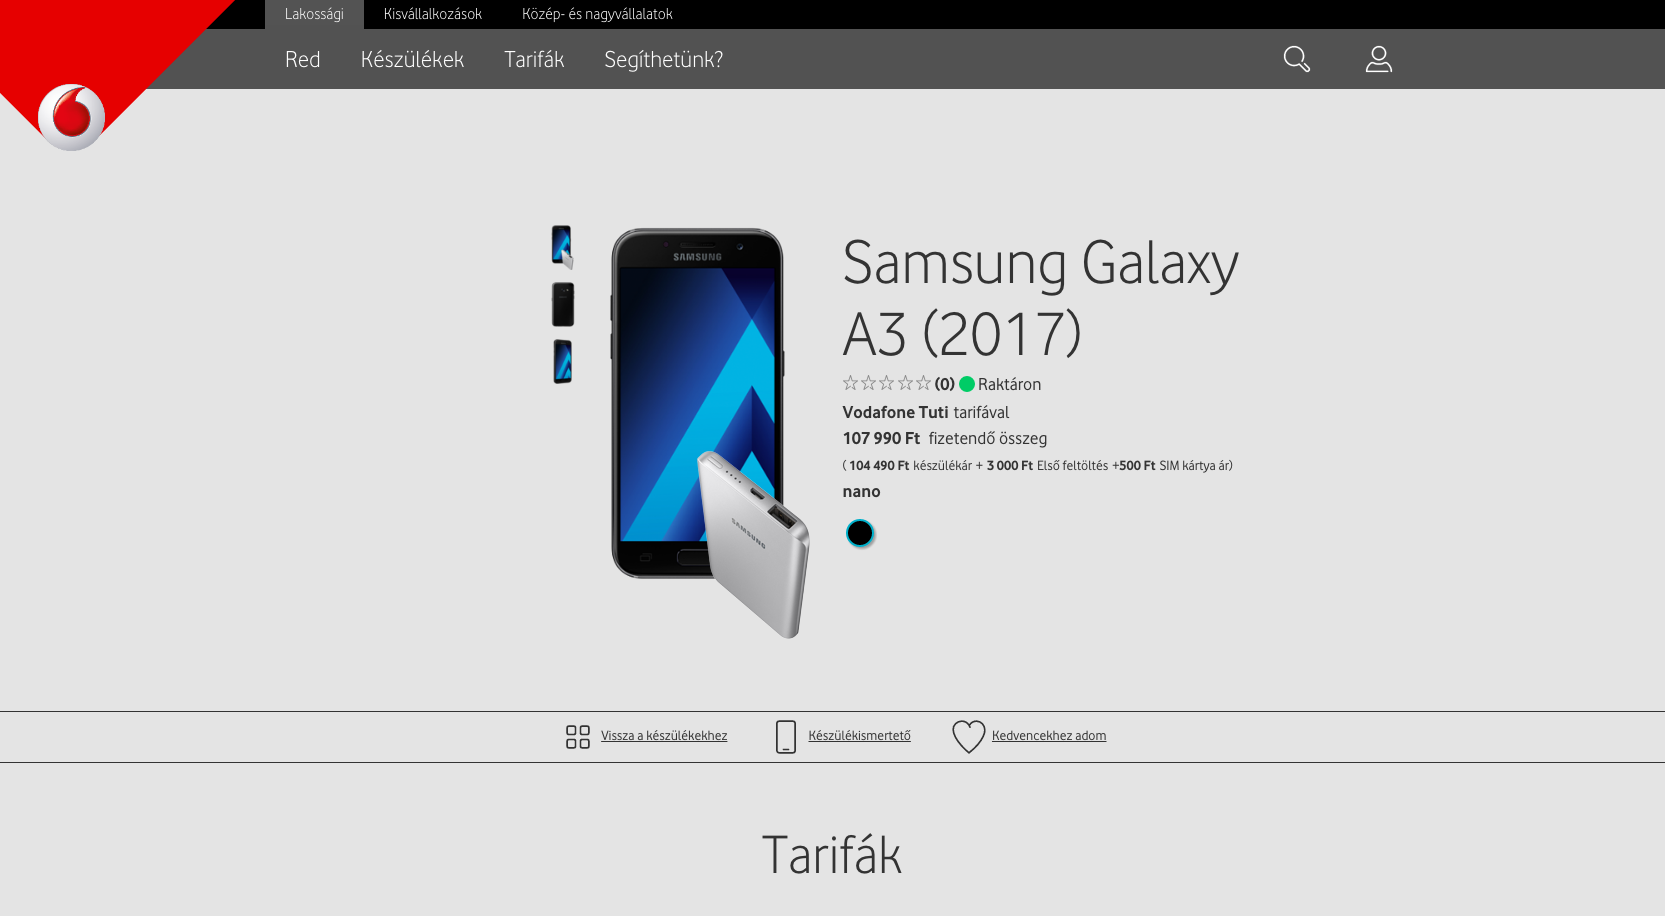 Lakossági Kisvállalkozások Közép- és nagyvállalatok
Red Készülékek Tarifák Segíthetünk?
SAMSUNG
SAMSUNG
Samsung Galaxy
A3 (2017)
(0) Raktáron
Vodafone Tuti tarifával
107 990 Ft fizetendő összeg
( 104 490 Ft készülékár + 3 000 Ft Első feltöltés +500 Ft SIM kártya ár)
nano
Vissza a készülékekhez Készülékismertető Kedvencekhez adom
Tarifák